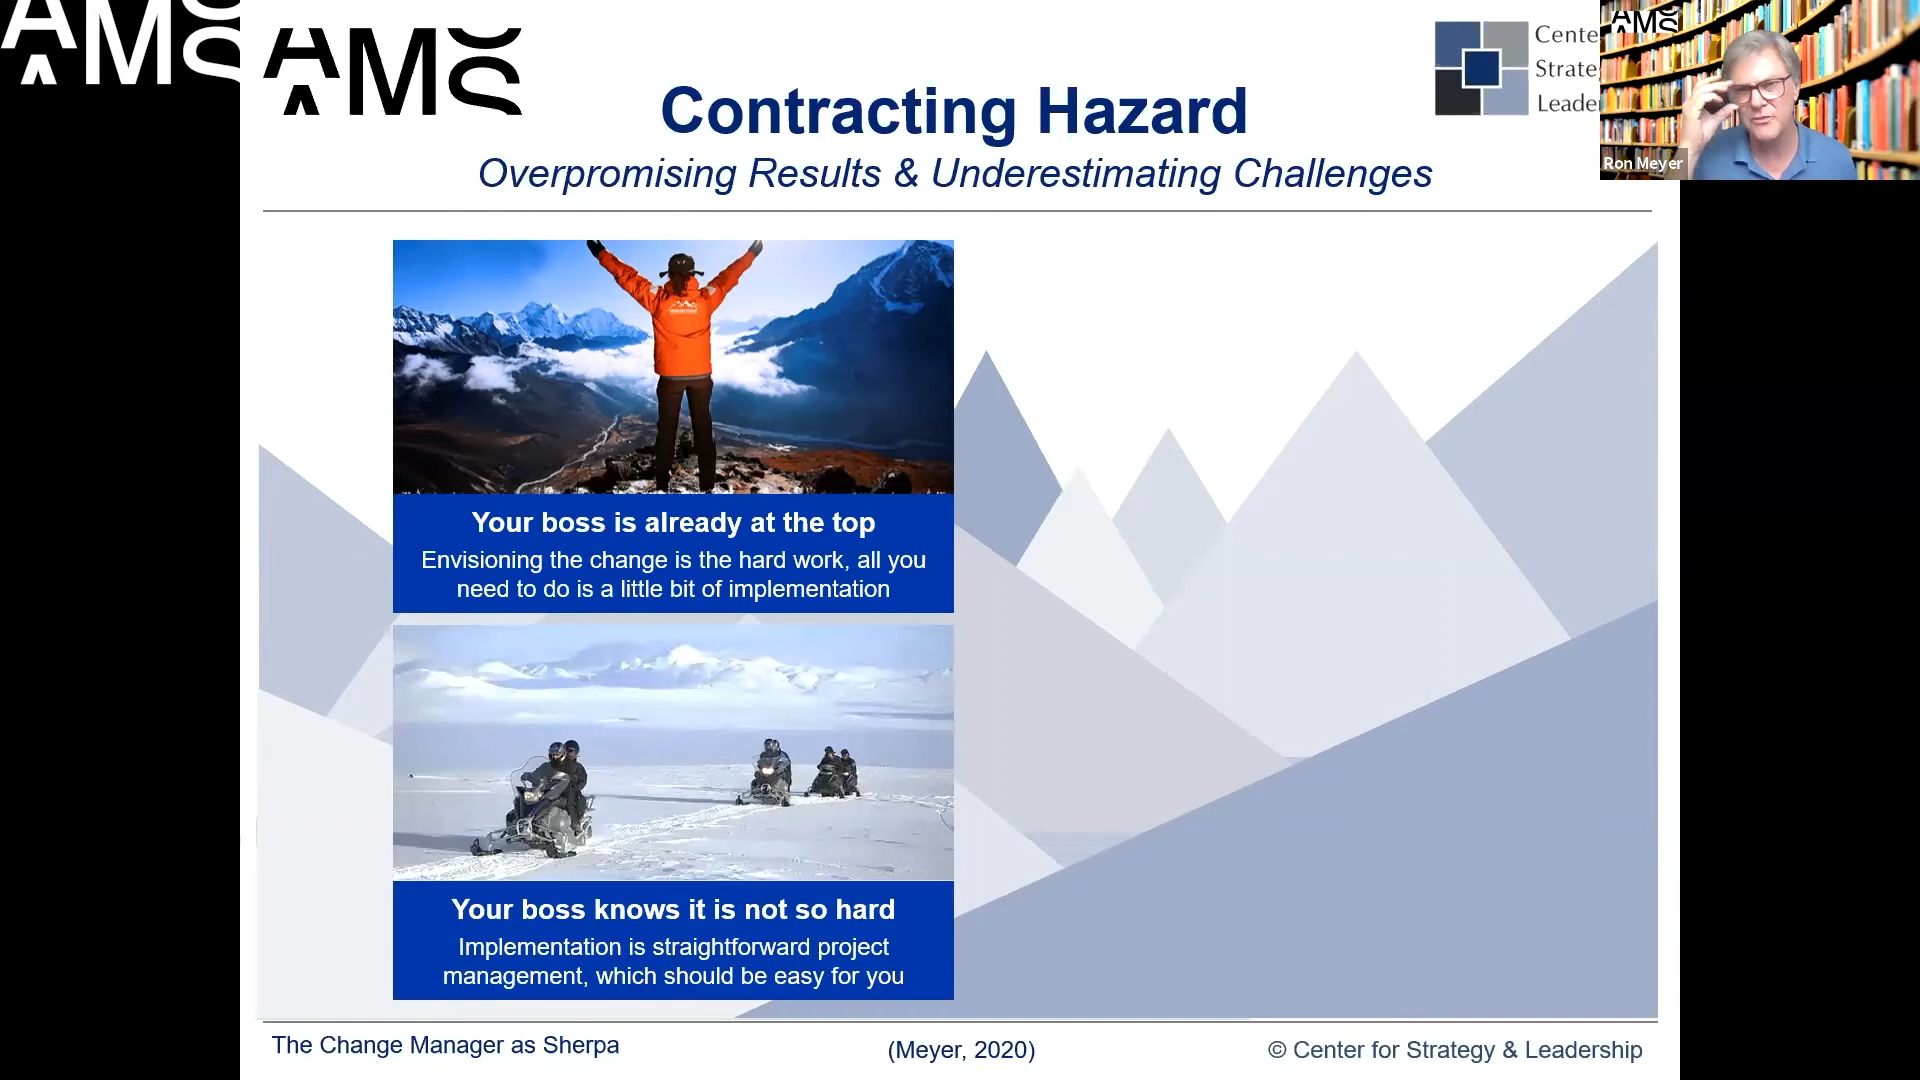 AMS
AMS
Contracting Hazard
Overpromising Results & Underestimating Challenges
Cente
Strate
Leader
AMS
Ron Meyer
Your boss is already at the top
Envisioning the change is the hard work, all you
need to do is a little bit of implementation
Your boss knows it is not so hard
Implementation is straightforward project
management, which should be easy for you
The Change Manager as Sherpa
(Meyer, 2020)
© Center for Strategy & Leadership